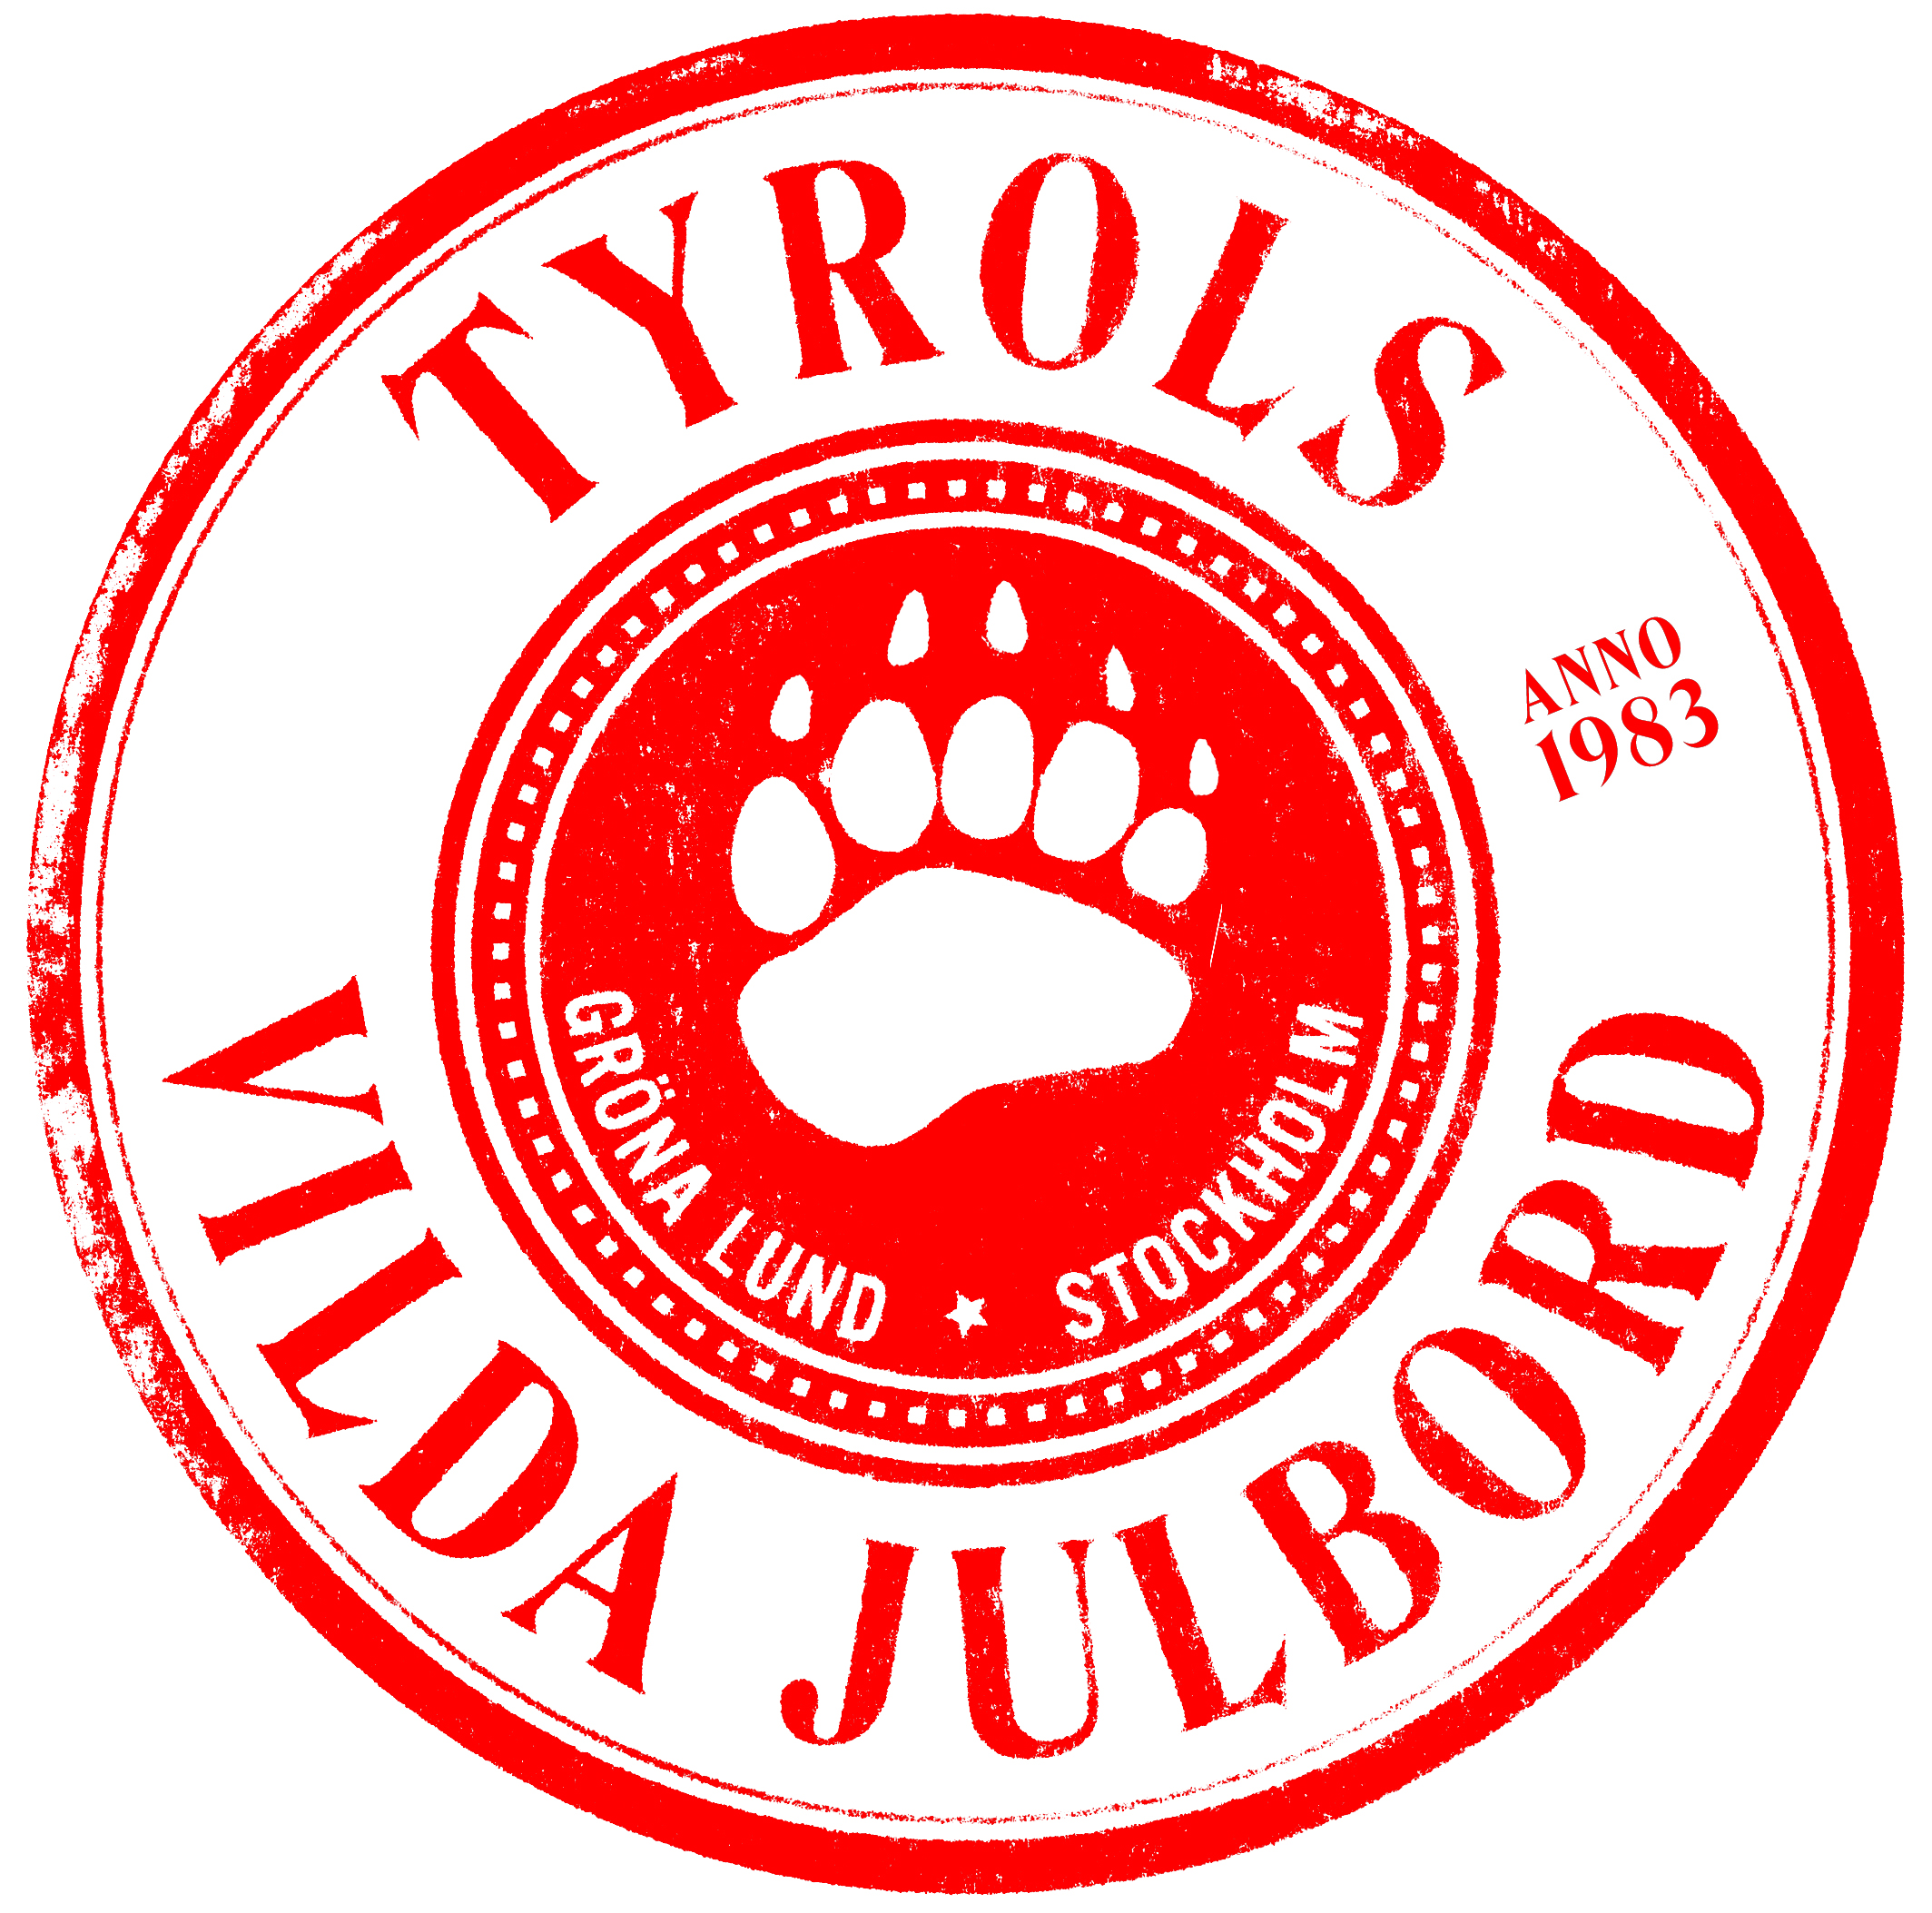 TYROLS
ANNO
1983
VILDA JULBORD
GRÖNA LUND ★ STOCKHOLM